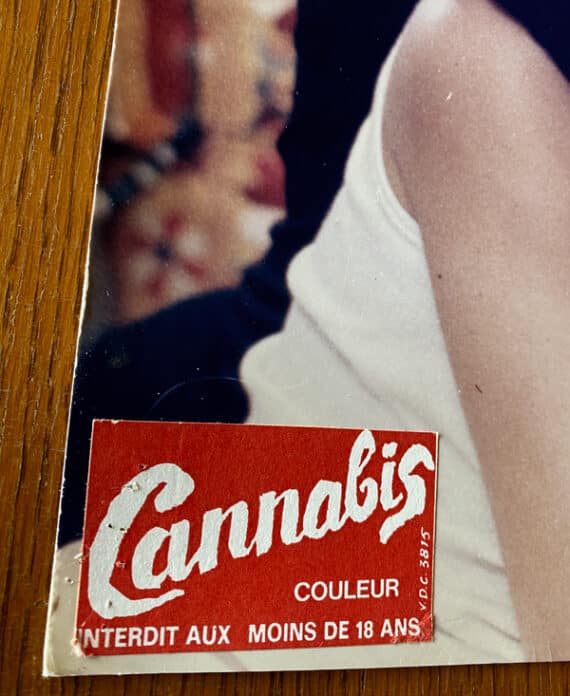 Cannabis
COULEUR
INTERDIT AUX MOINS DE 18 ANS
V.D.C. 3815